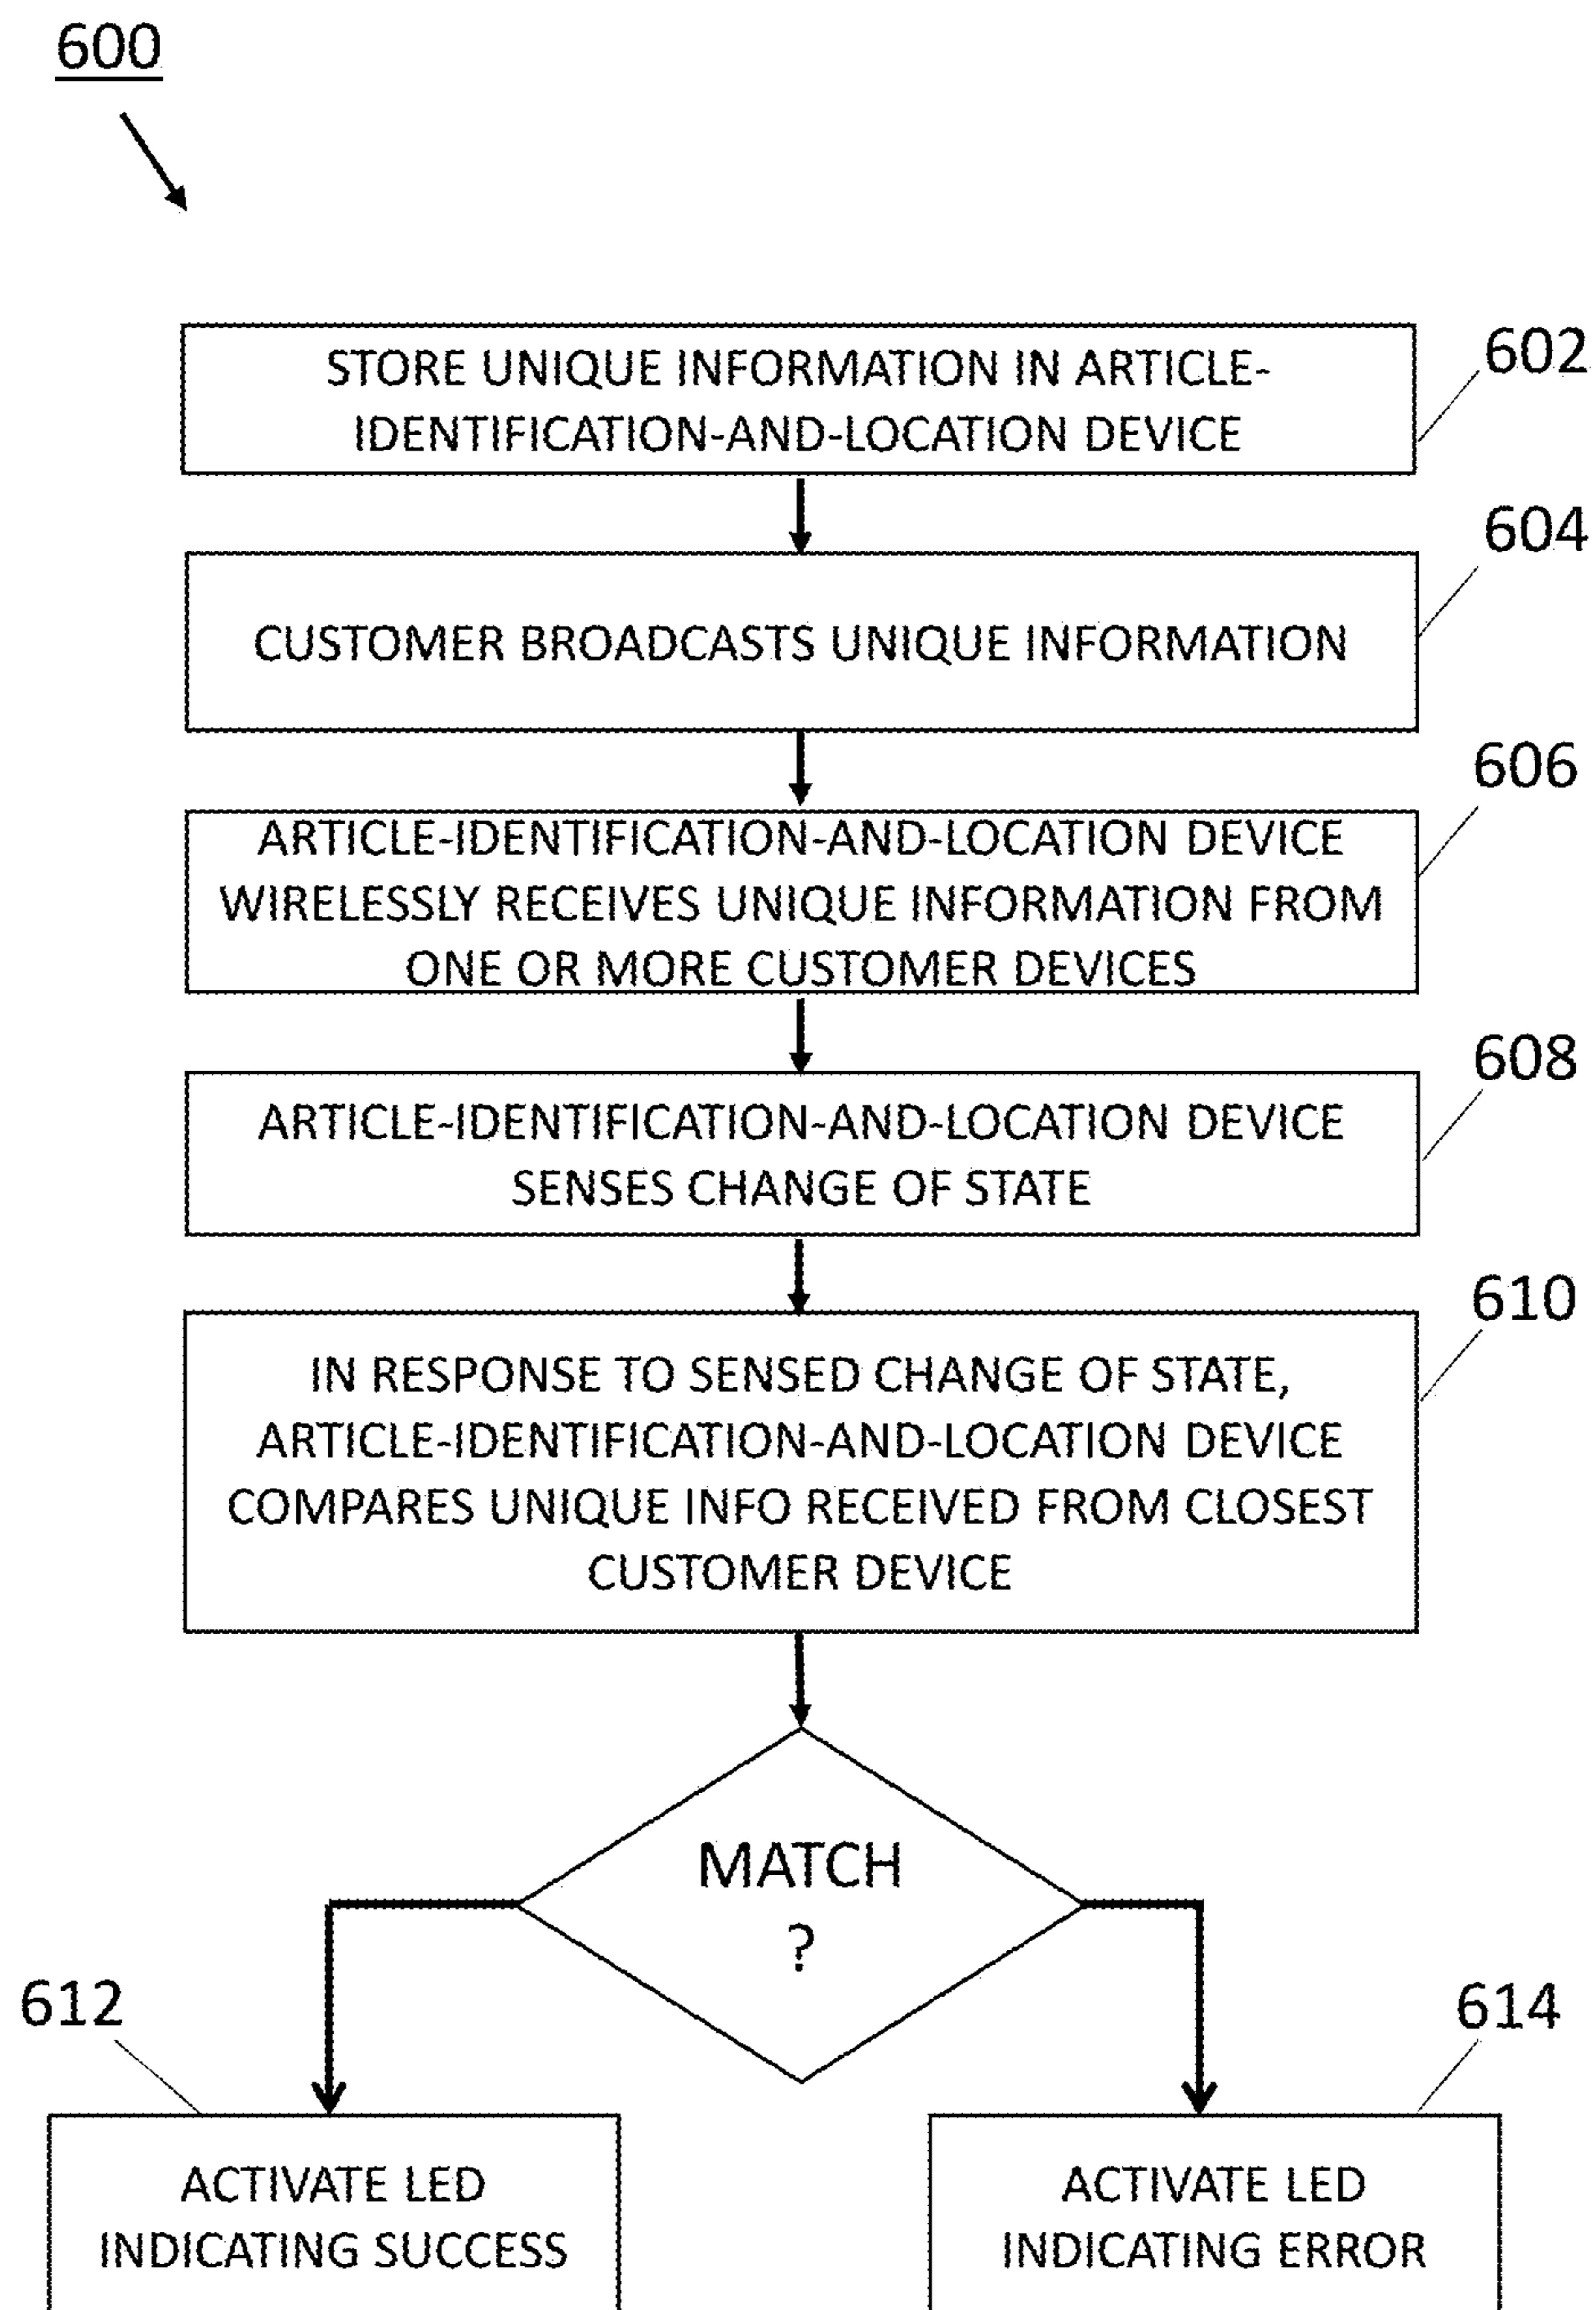 600
STORE UNIQUE INFORMATION IN ARTICLE-
IDENTIFICATION-AND-LOCATION DEVICE
602
CUSTOMER BROADCASTS UNIQUE INFORMATION
604
ARTICLE-IDENTIFICATION-AND-LOCATION DEVICE
WIRELESSLY RECEIVES UNIQUE INFORMATION FROM
ONE OR MORE CUSTOMER DEVICES
606
ARTICLE-IDENTIFICATION-AND-LOCATION DEVICE
SENSES CHANGE OF STATE
608
IN RESPONSE TO SENSED CHANGE OF STATE,
ARTICLE-IDENTIFICATION-AND-LOCATION DEVICE
COMPARES UNIQUE INFO RECEIVED FROM CLOSEST
CUSTOMER DEVICE
610
MATCH
?
612
ACTIVATE LED
INDICATING SUCCESS
614
ACTIVATE LED
INDICATING ERROR